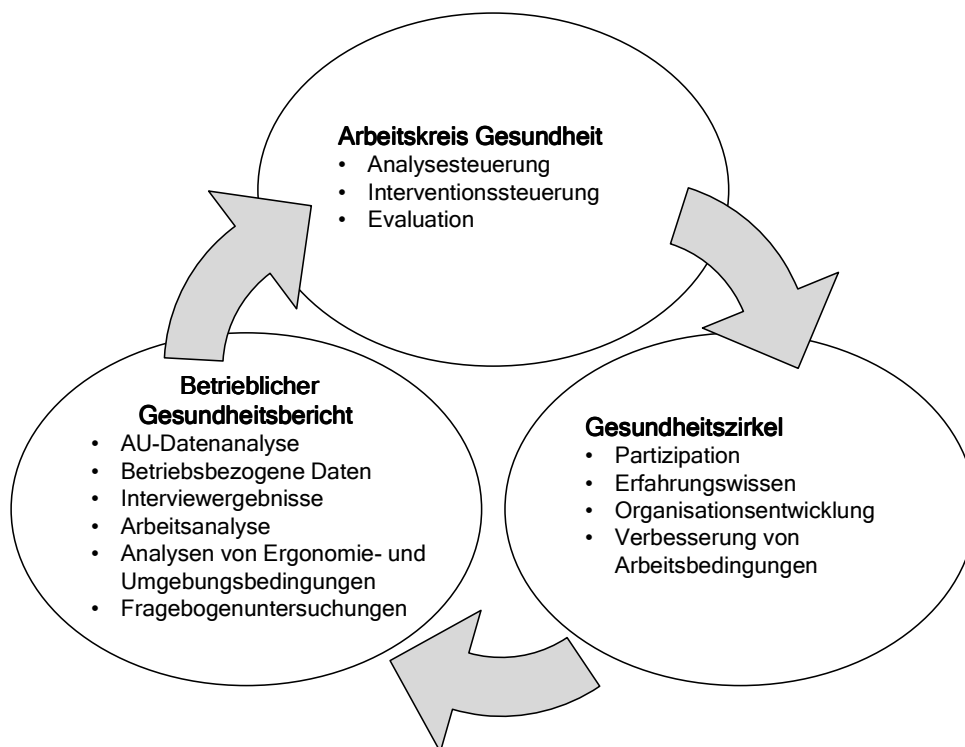 Arbeitskreis Gesundheit
• Analysesteuerung
• Interventionssteuerung
• Evaluation
Betrieblicher
Gesundheitsbericht
• AU-Datenanalyse
• Betriebsbezogene Daten
• Interviewergebnisse
• Arbeitsanalyse
• Analysen von Ergonomie- und
Umgebungsbedingungen
• Fragebogenuntersuchungen
Gesundheitszirkel
• Partizipation
• Erfahrungswissen
• Organisationsentwicklung
• Verbesserung von
Arbeitsbedingungen